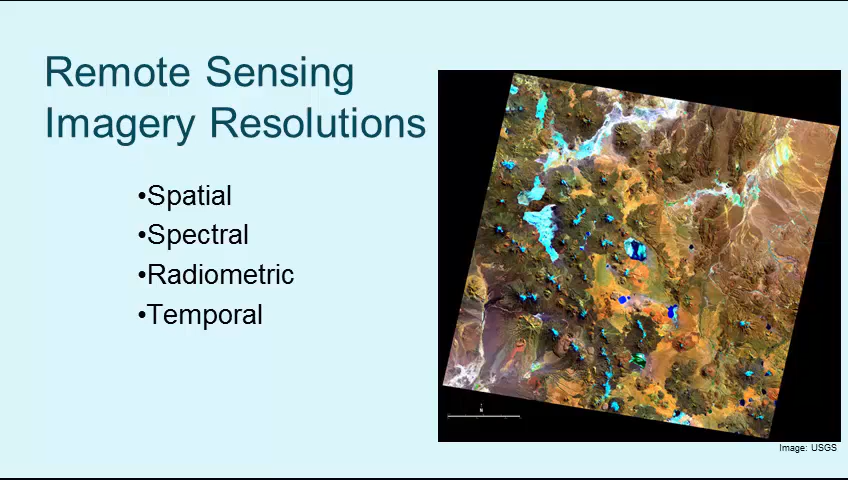 Remote Sensing
Imagery Resolutions
•Spatial
•Spectral
•Radiometric
•Temporal
N
Image: USGS